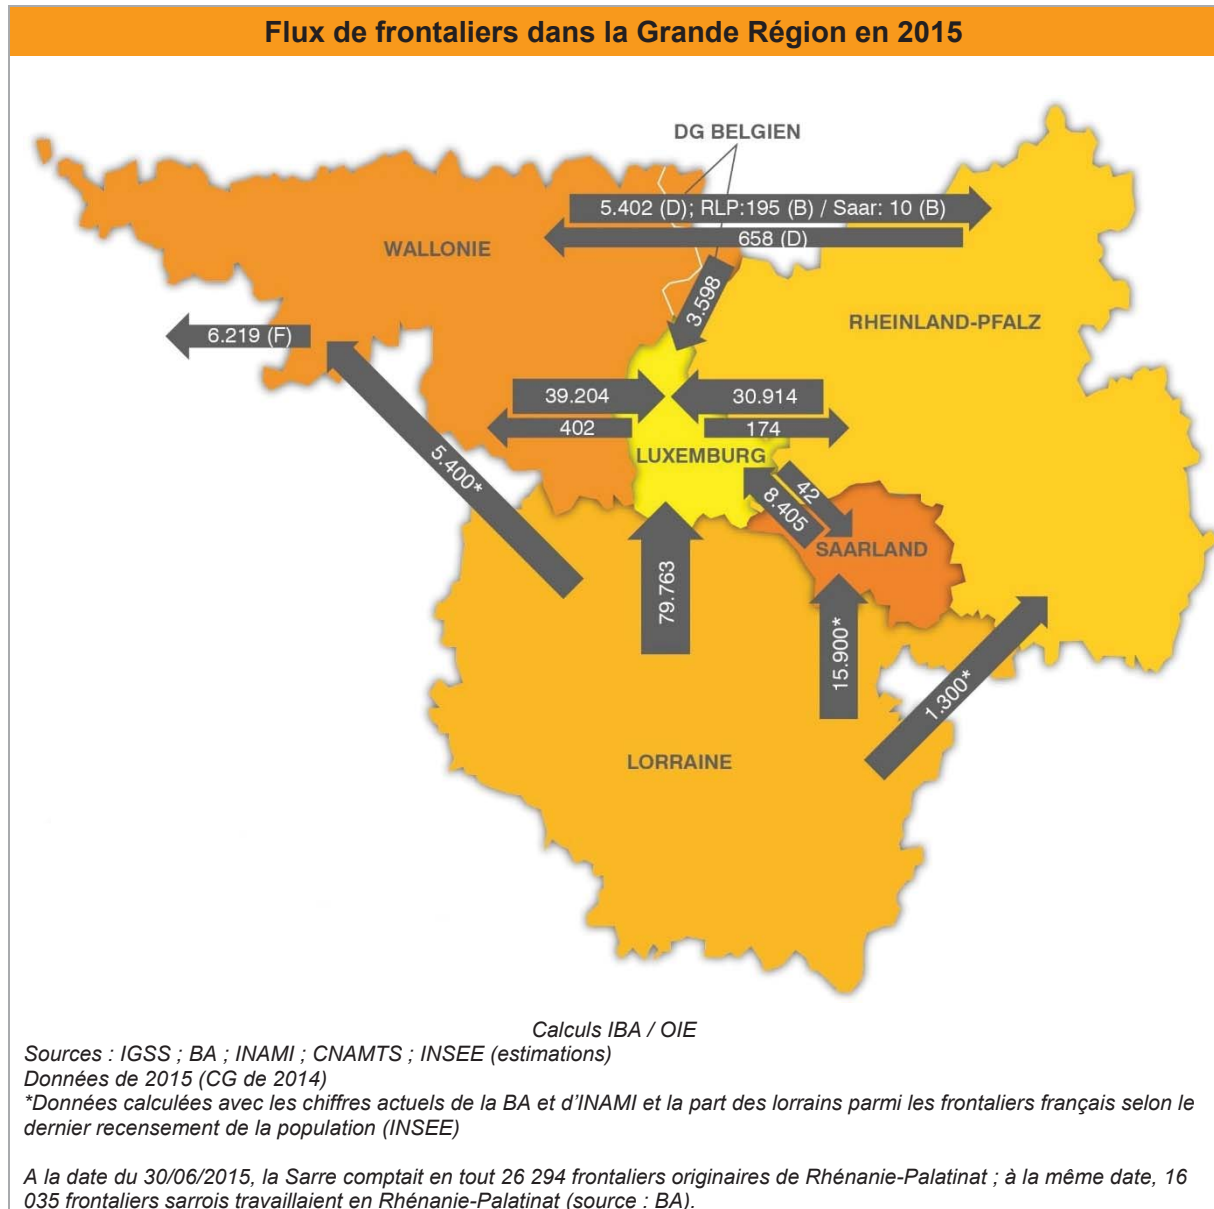 Flux de frontaliers dans la Grande Région en 2015
DG BELGIEN
5.402 (D); RLP:195 (B) / Saar: 10 (B)
658 (D)
WALLONIE
3.598
RHEINLAND-PFALZ
6.219 (F)
39.204
30.914
402
174
LUXEMBURG
5.400*
42
8.405
SAARLAND
79.763
15.900*
1.300*
LORRAINE
Calculs IBA / OIE
Sources : IGSS ; BA ; INAMI ; CNAMTS ; INSEE (estimations)
Données de 2015 (CG de 2014)
*Données calculées avec les chiffres actuels de la BA et d'INAMI et la part des lorrains parmi les frontaliers français selon le
dernier recensement de la population (INSEE)
A la date du 30/06/2015, la Sarre comptait en tout 26 294 frontaliers originaires de Rhénanie-Palatinat ; à la même date, 16
035 frontaliers sarrois travaillaient en Rhénanie-Palatinat (source : BA).